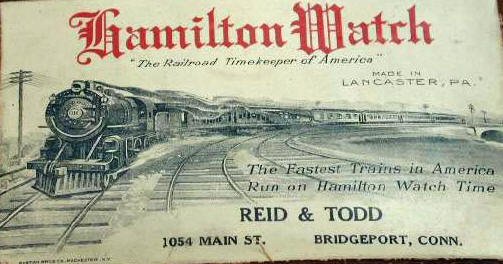 Hamilton Watch
"The Railroad Timekeeper of America"
MADE IN
LANCASTER, PA.
The Fastest Trains in America
Run on Hamilton Watch Time
REID & TODD
1054 MAIN ST. BRIDGEPORT, CONN.
ROCHESTER, N.Y.